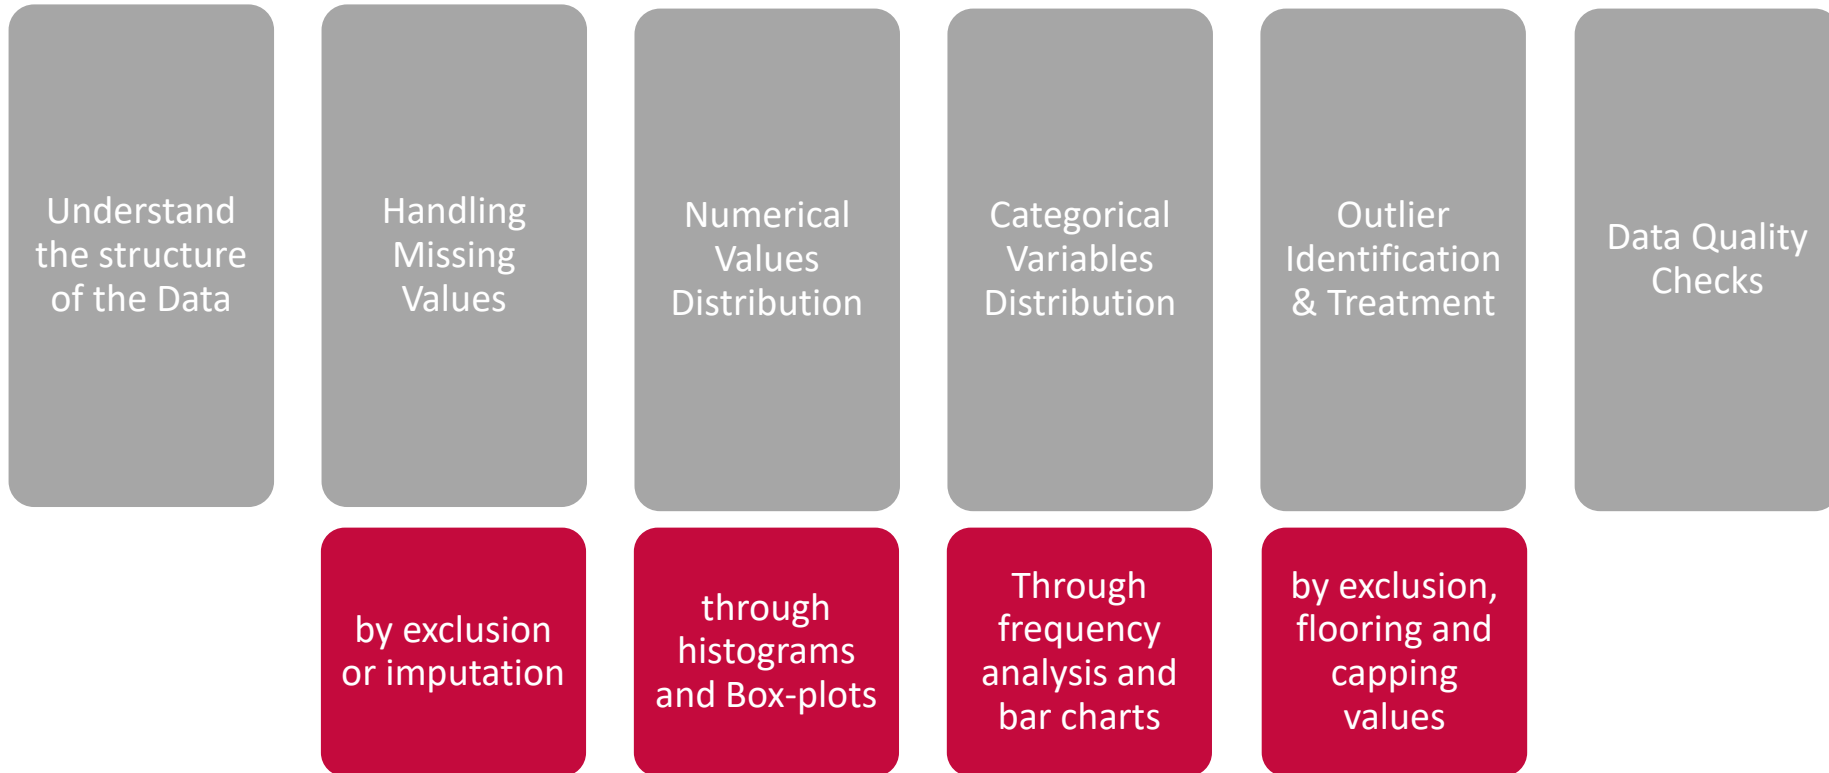 Understand
the structure
of the Data
Handling
Missing
Values
Numerical
Values
Distribution
Categorical
Variables
Distribution
Outlier
Identification
& Treatment
Data Quality
Checks
by exclusion
or imputation
through
histograms
and Box-plots
Through
frequency
analysis and
bar charts
by exclusion,
flooring and
capping
values